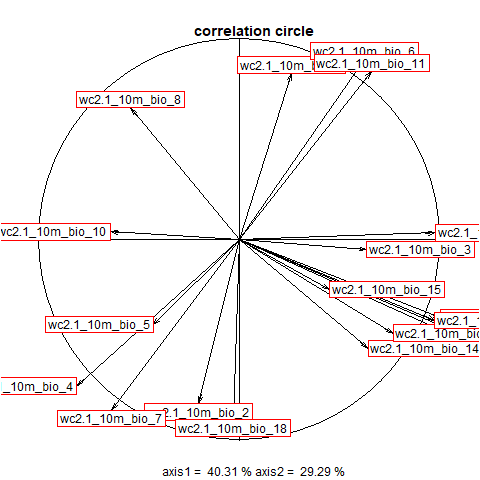 correlation circle
wc2.1_10m_bio_6
wc2.1_10m_
wc2.1_10m_bio_11
wc2.1_10m_bio_8
wc2.1_10m_bio_10
wc2.1_
wc2.1_10m_bio_3
wc2.1_10m_bio_15
wc2.1_10m_bio_5
wc2.1_
wc2.1_10m_bio
wc2.1_10m_bio_14
_10m_bio_4
2.1_10m_bio_2
wc2.1_10m_bio_7
wc2.1_10m_bio_18
axis1 = 40.31 % axis2 = 29.29 %